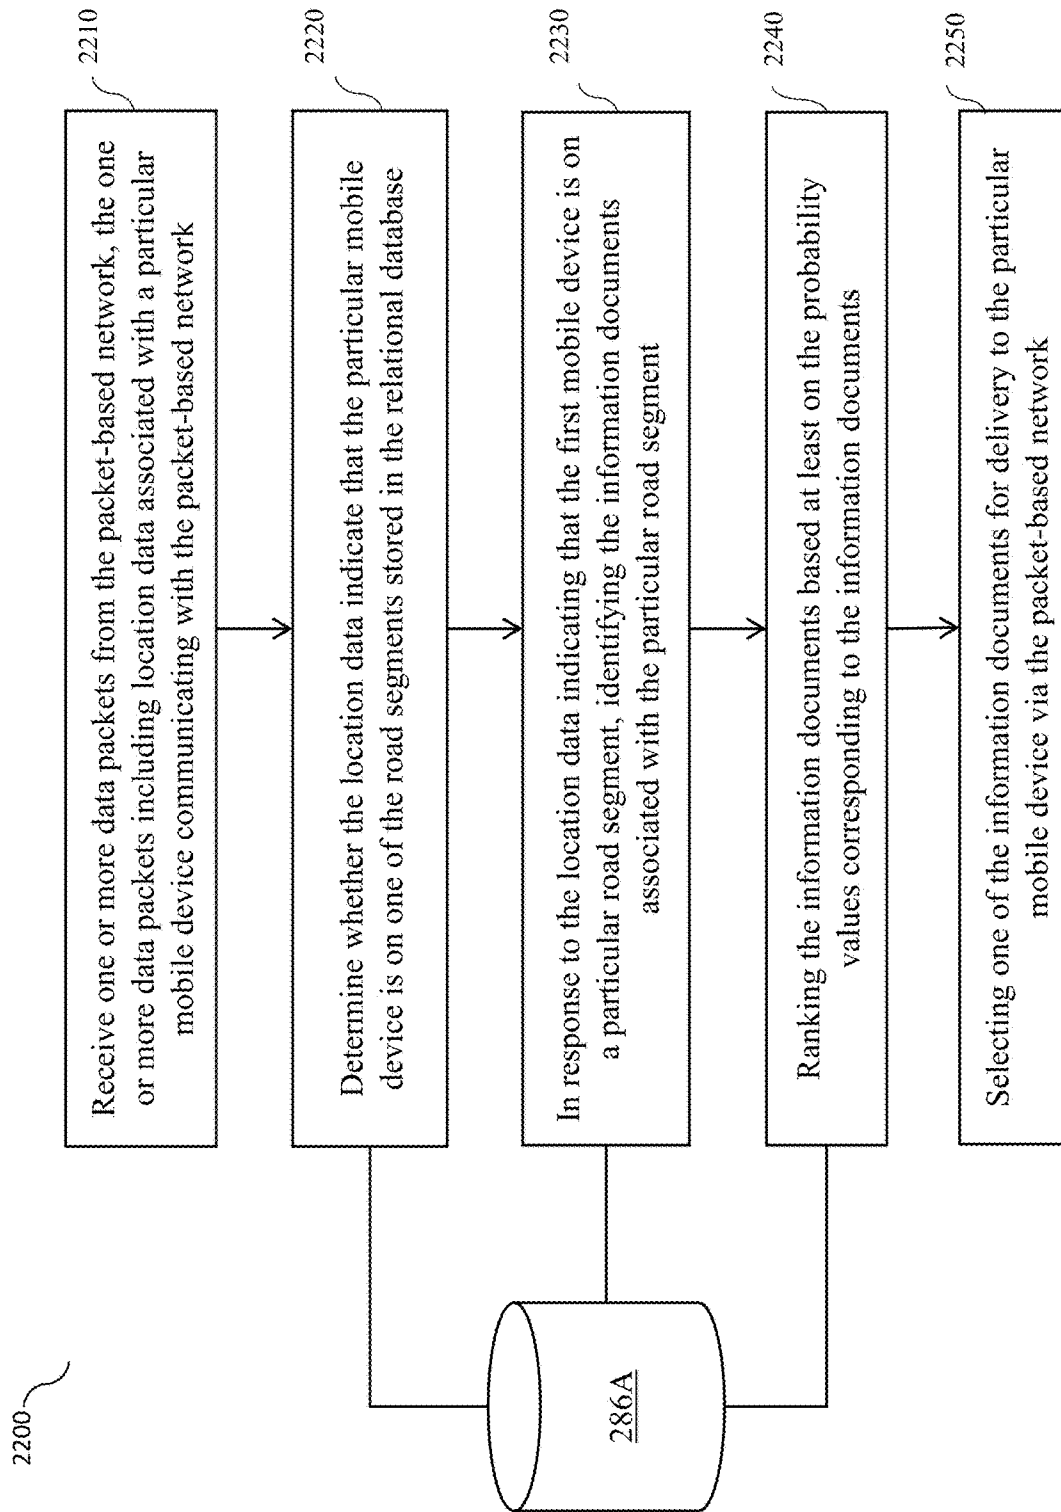 2200
Receive one or more data packets from the packet-based network, the one
or more data packets including location data associated with a particular
mobile device communicating with the packet-based network
2210
Determine whether the location data indicate that the particular mobile
device is on one of the road segments stored in the relational database
2220
In response to the location data indicating that the first mobile device is on
a particular road segment, identifying the information documents
associated with the particular road segment
2230
Ranking the information documents based at least on the probability
values corresponding to the information documents
2240
Selecting one of the information documents for delivery to the particular
mobile device via the packet-based network
2250
286A